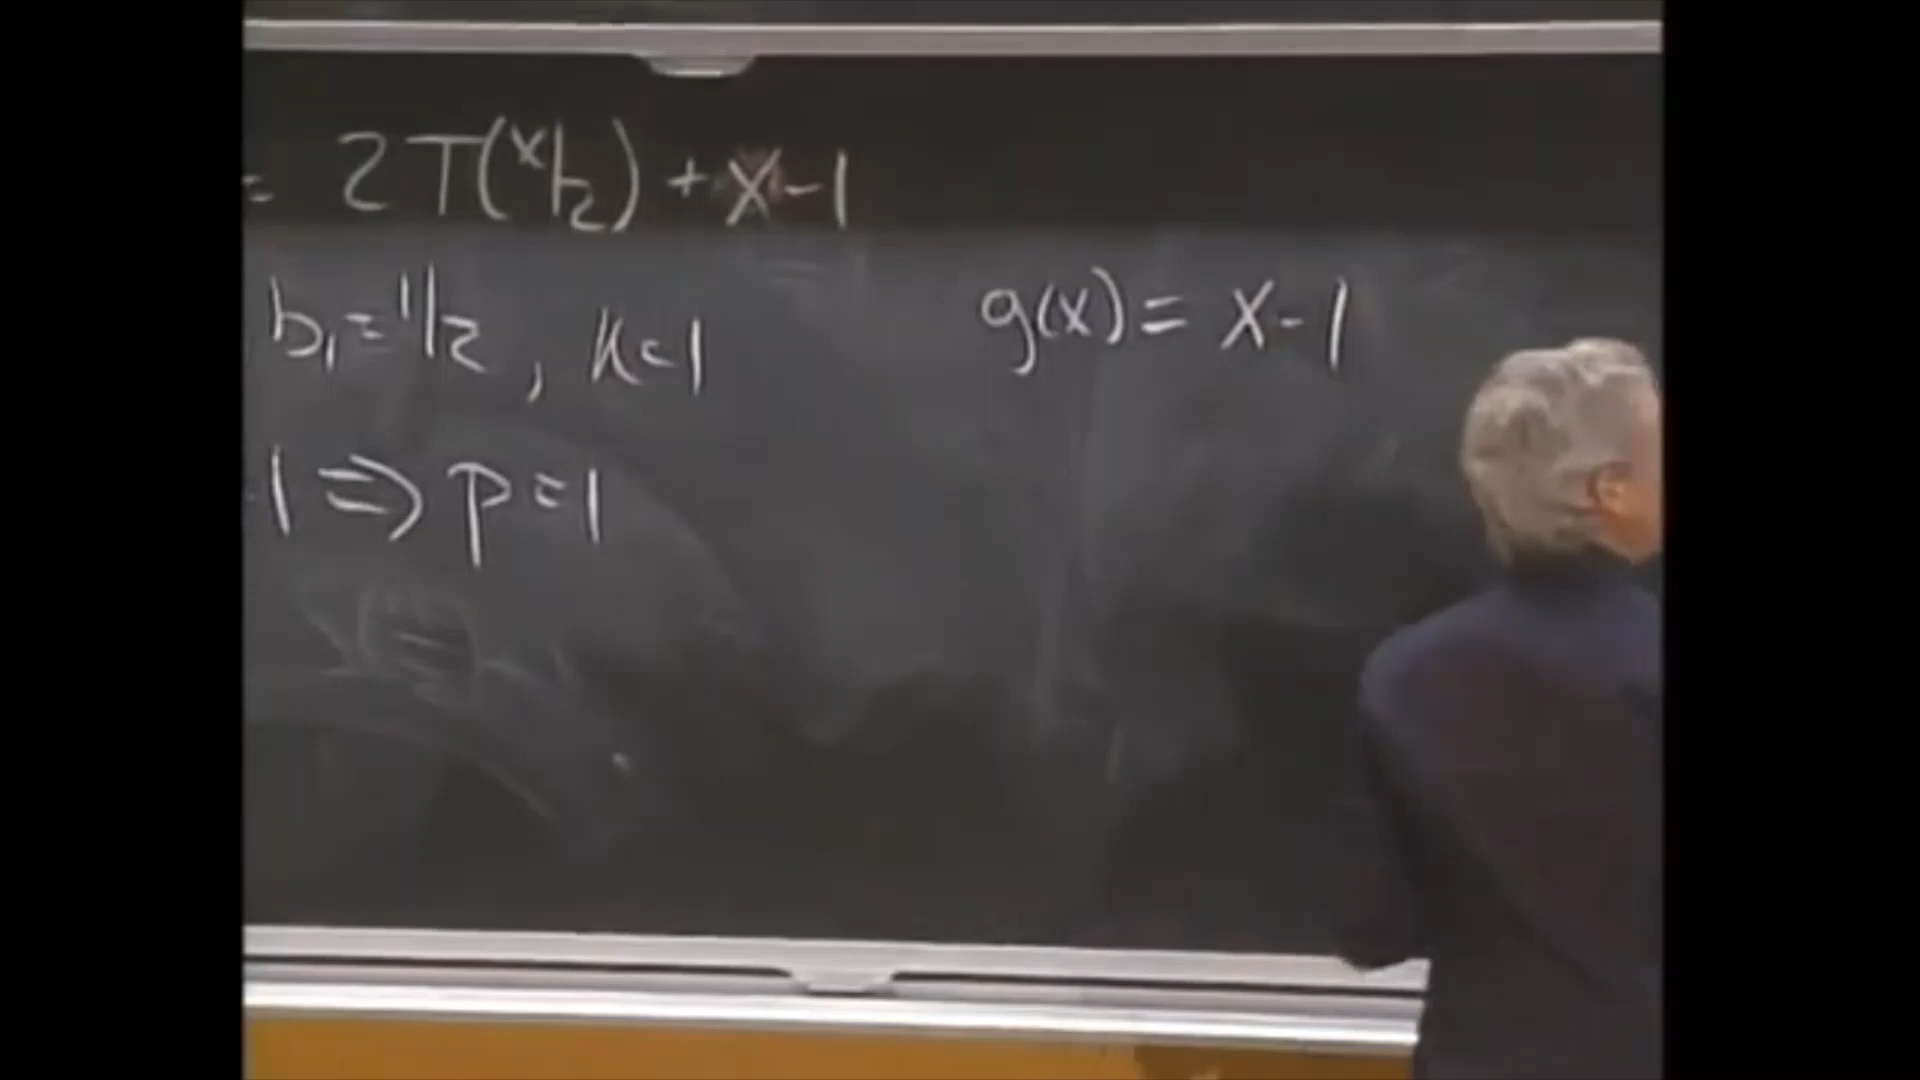 = 2T(x/2) + x-1
b₁=1/2, k=1
g(x) = x-1
1 ⇒ p=1